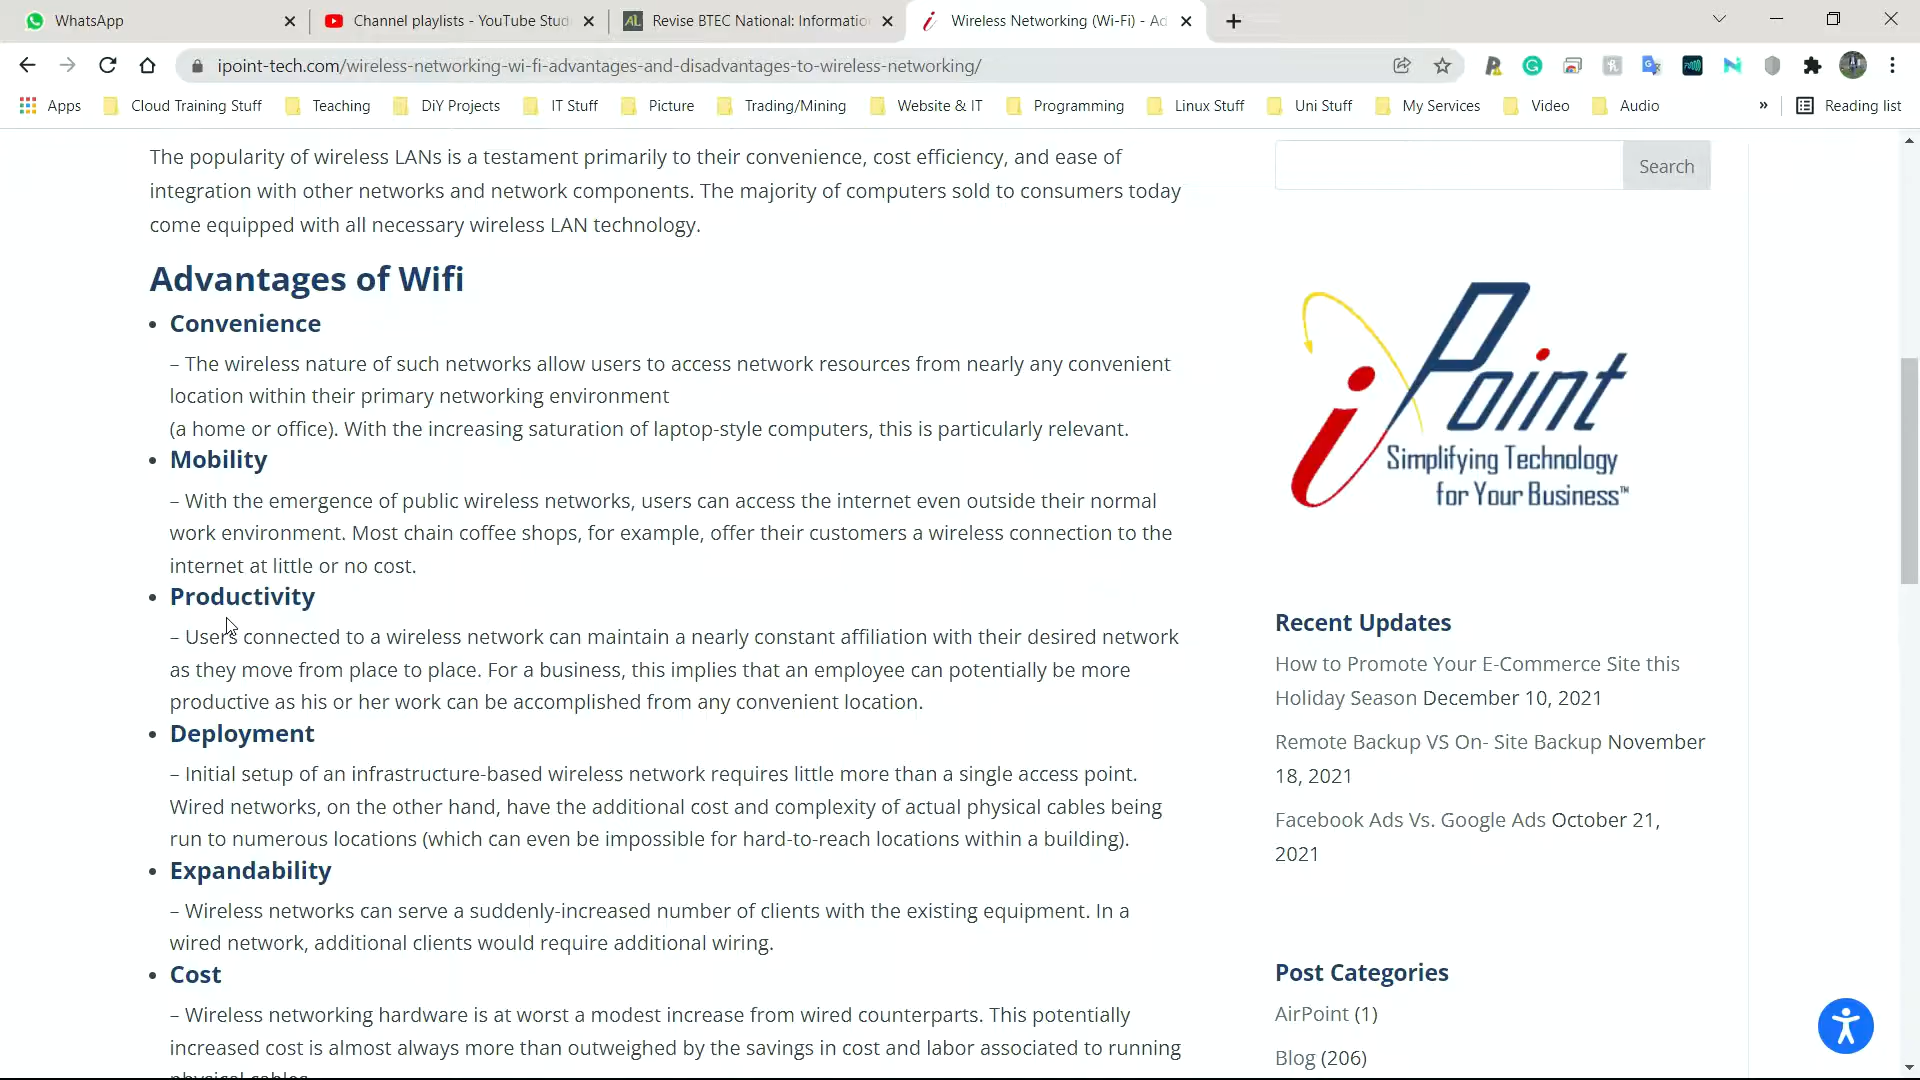 WhatsApp
Channel playlists - YouTube Stud
Revise BTEC National: Informatio
Wireless Networking (Wi-Fi) - Ad
ipoint-tech.com/wireless-networking-wi-fi-advantages-and-disadvantages-to-wireless-networking/
Apps
Cloud Training Stuff
Teaching
DiY Projects
IT Stuff
Picture
Trading/Mining
Website & IT
Programming
Linux Stuff
Uni Stuff
My Services
Video
Audio
»
Reading list
The popularity of wireless LANs is a testament primarily to their convenience, cost efficiency, and ease of
integration with other networks and network components. The majority of computers sold to consumers today
come equipped with all necessary wireless LAN technology.
Advantages of Wifi
• Convenience
– The wireless nature of such networks allow users to access network resources from nearly any convenient
location within their primary networking environment
(a home or office). With the increasing saturation of laptop-style computers, this is particularly relevant.
• Mobility
– With the emergence of public wireless networks, users can access the internet even outside their normal
work environment. Most chain coffee shops, for example, offer their customers a wireless connection to the
internet at little or no cost.
• Productivity
– Users connected to a wireless network can maintain a nearly constant affiliation with their desired network
as they move from place to place. For a business, this implies that an employee can potentially be more
productive as his or her work can be accomplished from any convenient location.
• Deployment
– Initial setup of an infrastructure-based wireless network requires little more than a single access point.
Wired networks, on the other hand, have the additional cost and complexity of actual physical cables being
run to numerous locations (which can even be impossible for hard-to-reach locations within a building).
• Expandability
– Wireless networks can serve a suddenly-increased number of clients with the existing equipment. In a
wired network, additional clients would require additional wiring.
• Cost
– Wireless networking hardware is at worst a modest increase from wired counterparts. This potentially
increased cost is almost always more than outweighed by the savings in cost and labor associated to running
physical cables.
Search
iPoint
Simplifying Technology
for Your Business™
Recent Updates
How to Promote Your E-Commerce Site this
Holiday Season December 10, 2021
Remote Backup VS On- Site Backup November
18, 2021
Facebook Ads Vs. Google Ads October 21,
2021
Post Categories
AirPoint (1)
Blog (206)